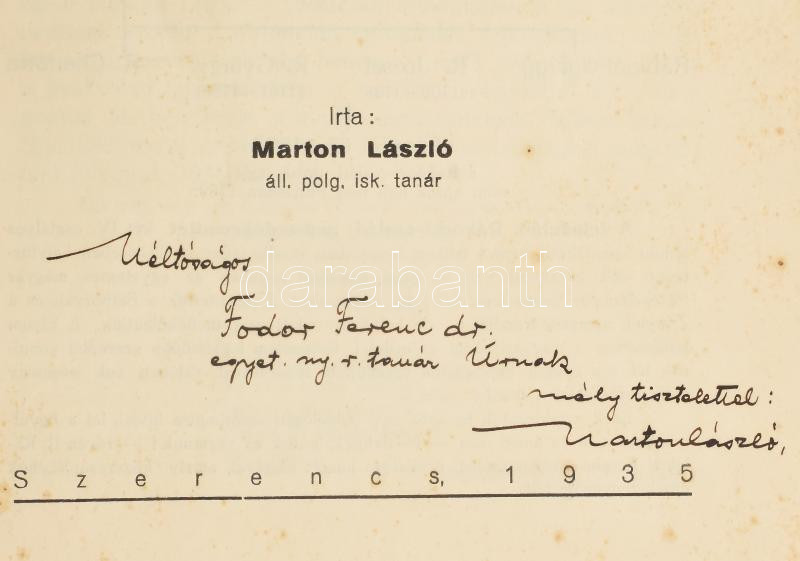 Irta :
Marton László
áll. polg. isk. tanár
Méltóságos
darabanth
Fodor Ferenc dr.
egyet. ny. r. tanár Úrnak
mély tisztelettel :
Marton László,
Szerencs, 1935